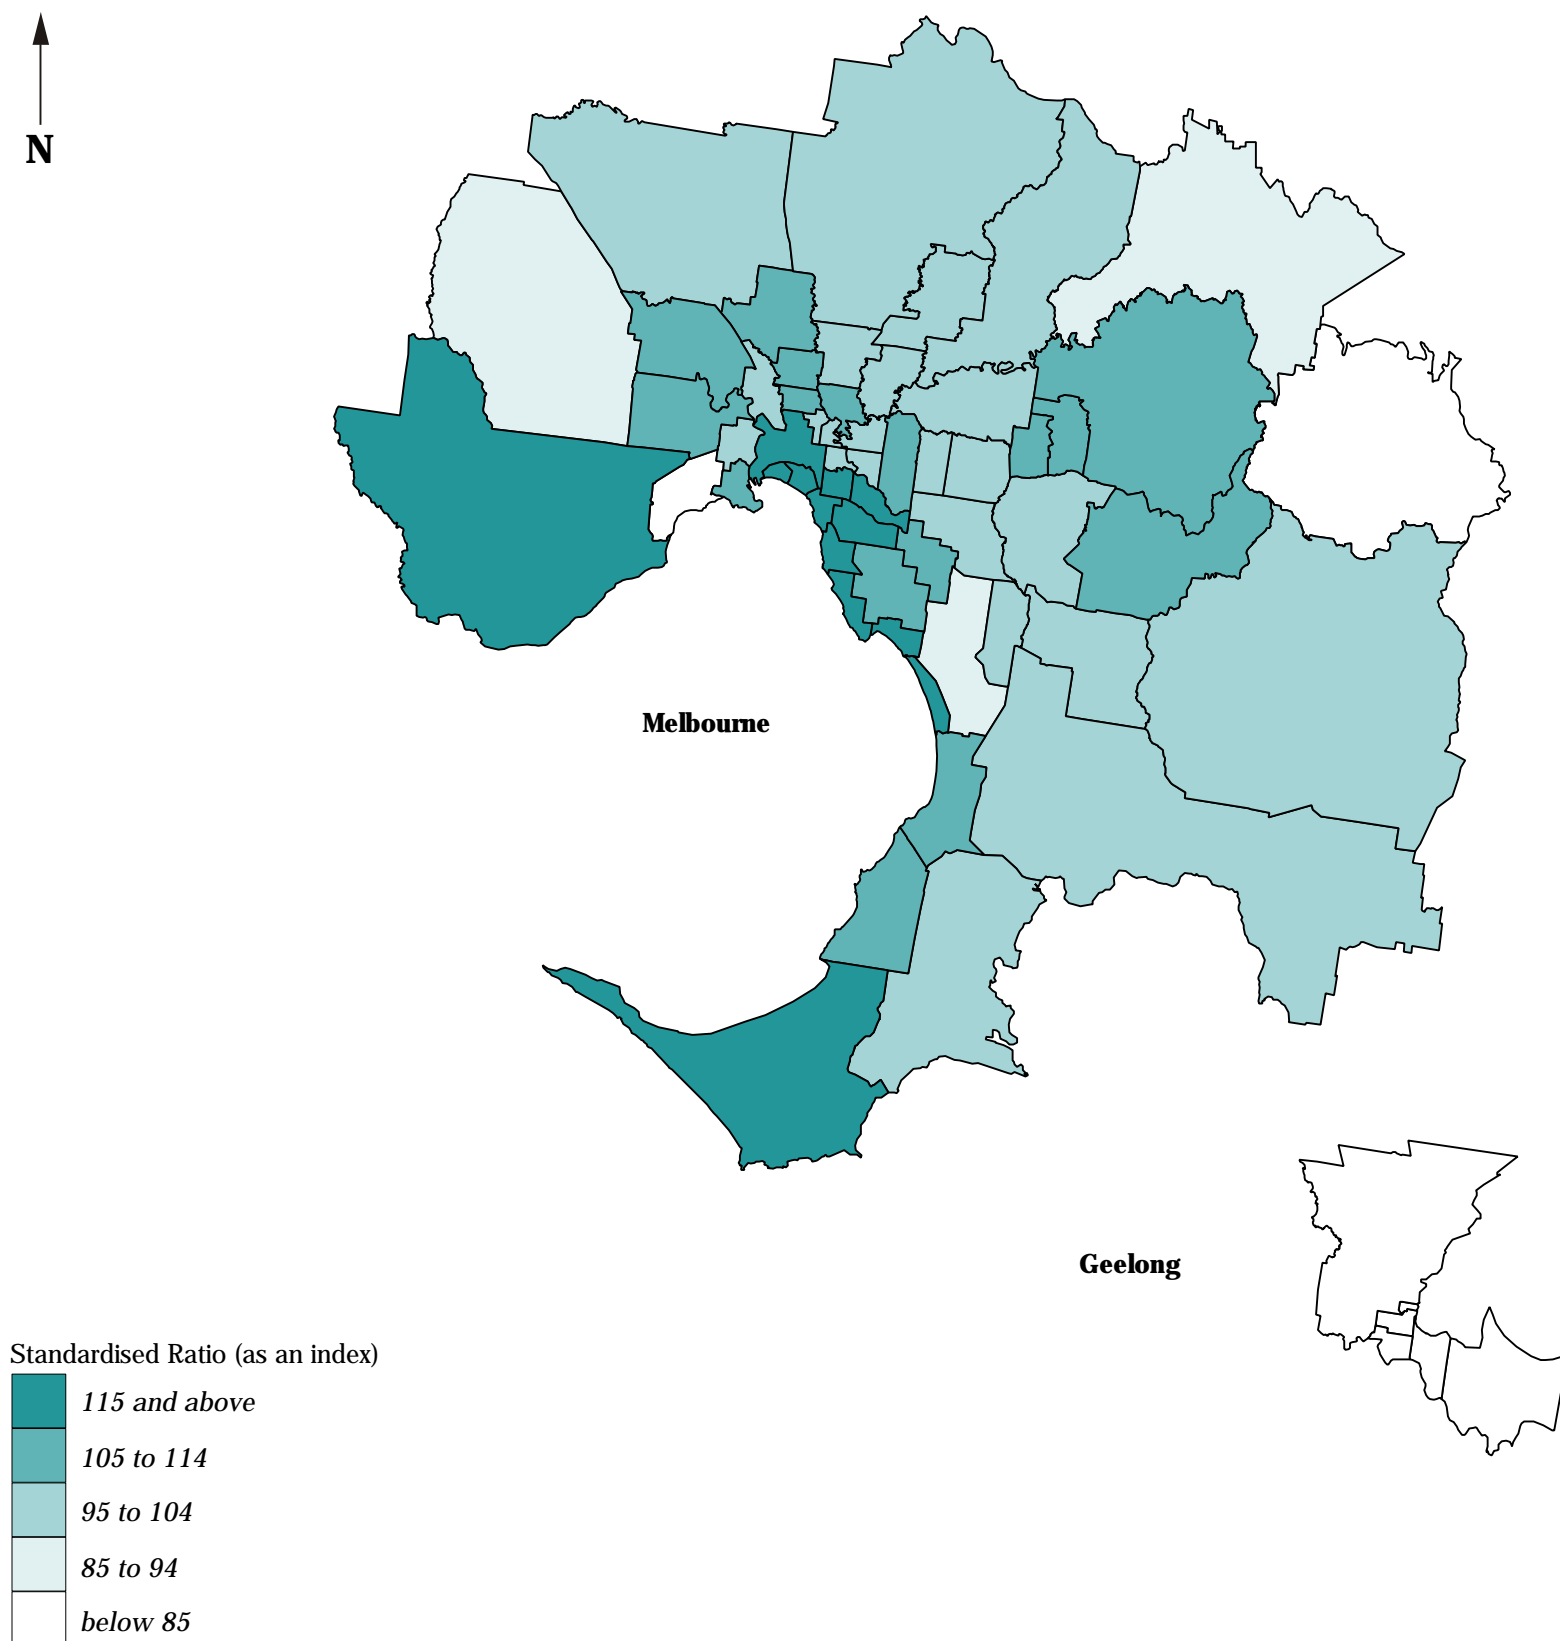 N
Melbourne
Geelong
Standardised Ratio (as an index)
115 and above
105 to 114
95 to 104
85 to 94
below 85